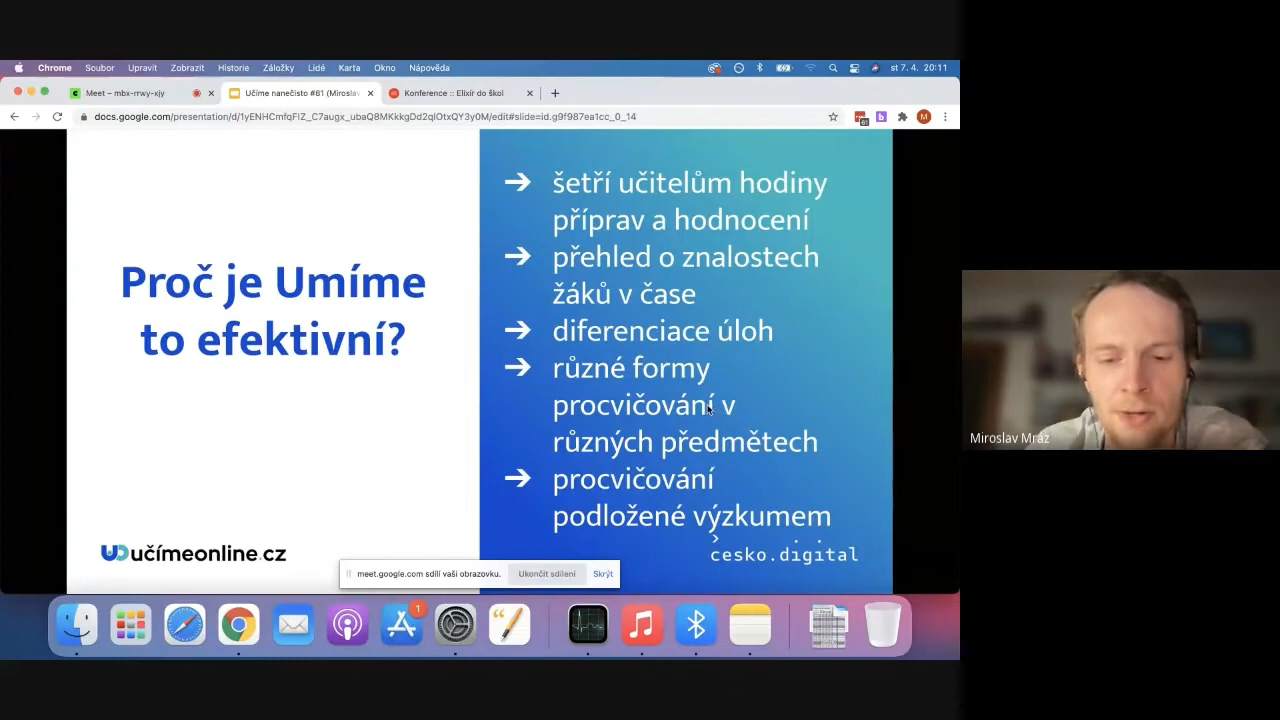 Chrome Soubor Upravit Zobrazit Historie Záložky Lidé Karta Okno Nápověda
st 7. 4. 20:11
Meet – mbx-rrwy-xjy
Učíme nanečisto #81 (Miroslav
Konference :: Elixír do škol
docs.google.com/presentation/d/1yENHCmfqFiZ_C7augx_ubaQ8MKkkgDd2qIOtxQY3y0M/edit#slide=id.g9f987ea1cc_0_14
M
Proč je Umíme
to efektivní?
➔ šetří učitelům hodiny
příprav a hodnocení
➔ přehled o znalostech
žáků v čase
➔ diferenciace úloh
➔ různé formy
procvičování v
různých předmětech
➔ procvičování
podložené výzkumem
učímeonline.cz
cesko.digital
meet.google.com sdílí vaši obrazovku.
Ukončit sdílení
Skrýt
1
Miroslav Mráz